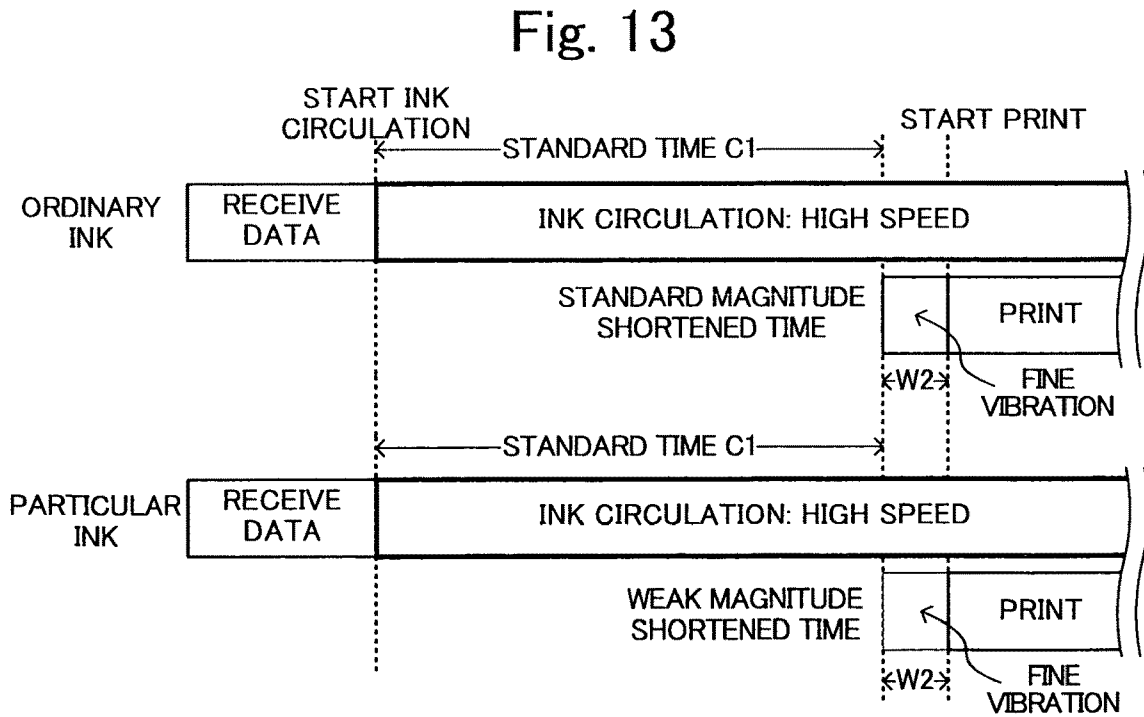 Fig. 13
START INK
CIRCULATION
START PRINT
STANDARD TIME C1
ORDINARY
INK
RECEIVE
DATA
INK CIRCULATION: HIGH SPEED
STANDARD MAGNITUDE
SHORTENED TIME
PRINT
W2
FINE
VIBRATION
STANDARD TIME C1
PARTICULAR
INK
RECEIVE
DATA
INK CIRCULATION: HIGH SPEED
WEAK MAGNITUDE
SHORTENED TIME
PRINT
W2
FINE
VIBRATION